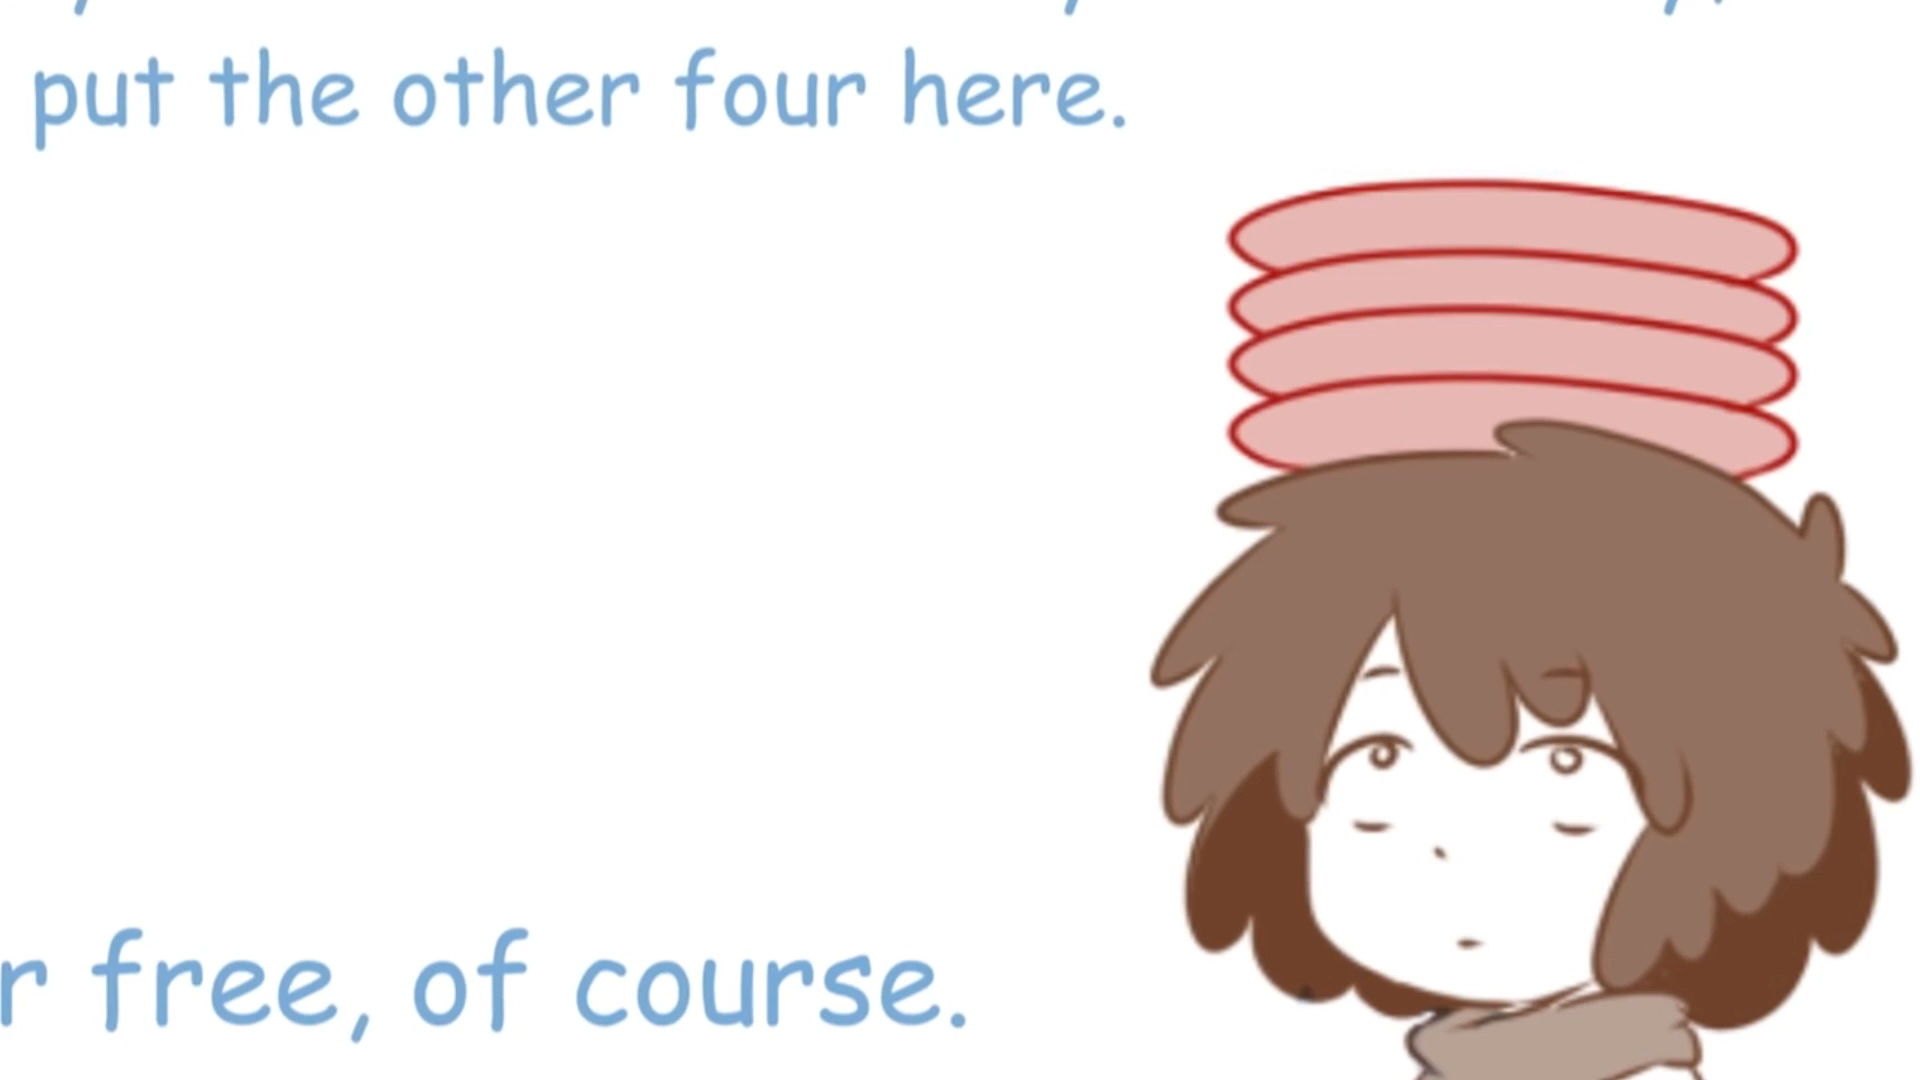 put the other four here.
r free, of course.